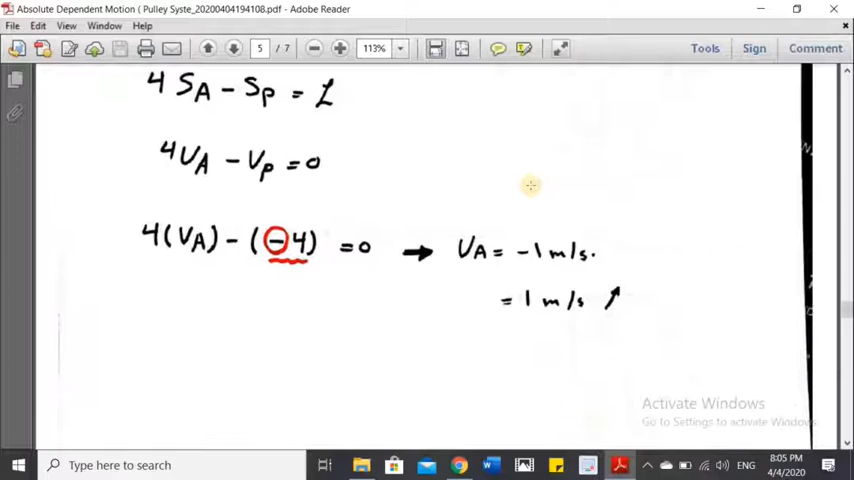 Absolute Dependent Motion ( Pulley Syste_20200404194108.pdf - Adobe Reader
File Edit View Window Help
5 / 7 113% Tools Sign Comment
4 SA - Sp = L
4VA - Vp = 0
4(VA) - (-4) = 0 → VA = -1 m/s.
= 1 m/s ↗
Activate Windows
Go to Settings to activate Windows.
Type here to search
ENG
8:05 PM
4/4/2020